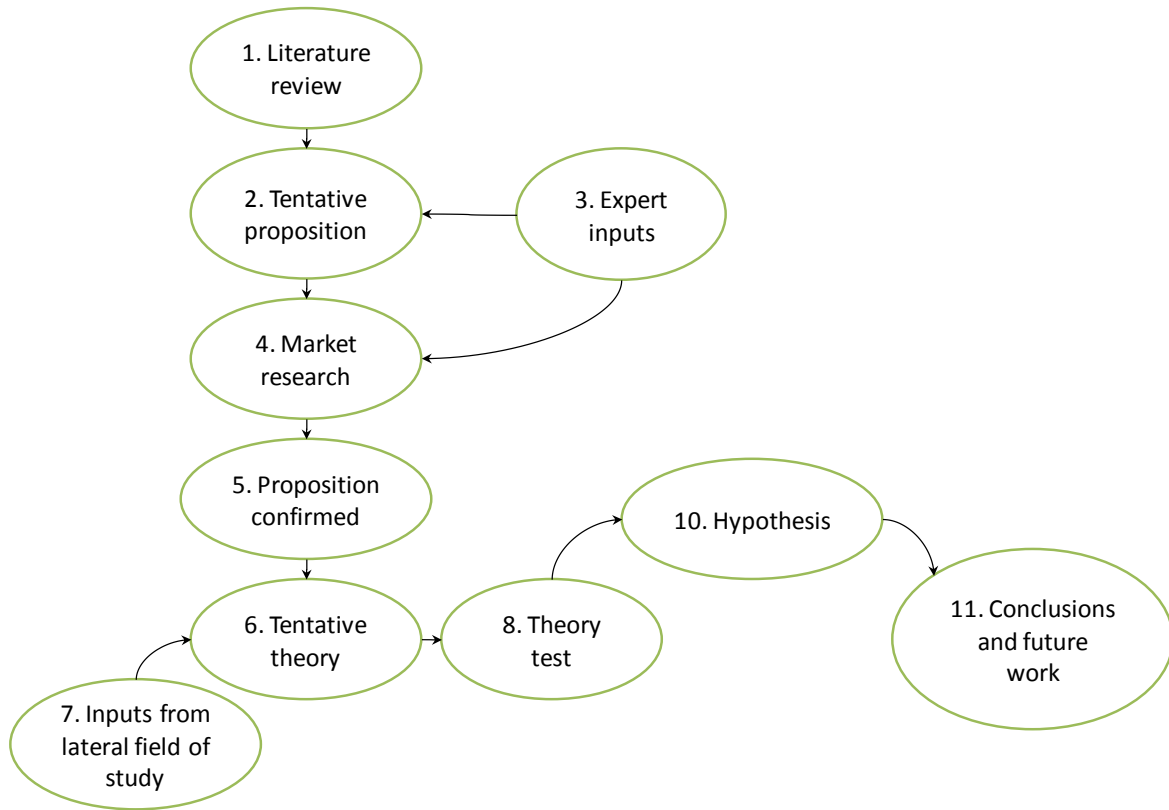 1. Literature
review
2. Tentative
proposition
3. Expert
inputs
4. Market
research
5. Proposition
confirmed
6. Tentative
theory
7. Inputs from
lateral field of
study
8. Theory
test
10. Hypothesis
11. Conclusions
and future
work